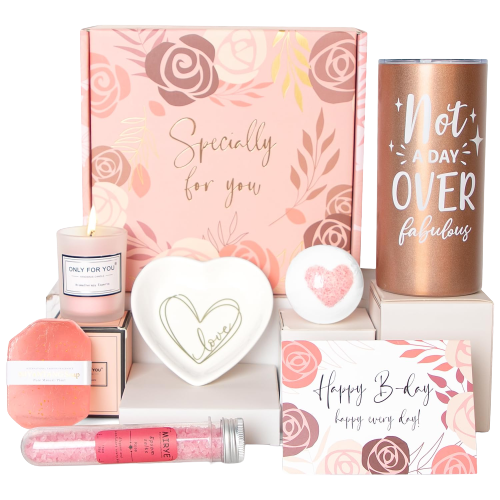 Specially
for you
Not
A DAY
OVER
fabulous
ONLY FOR YOU
love
Happy B-day
happy every day!